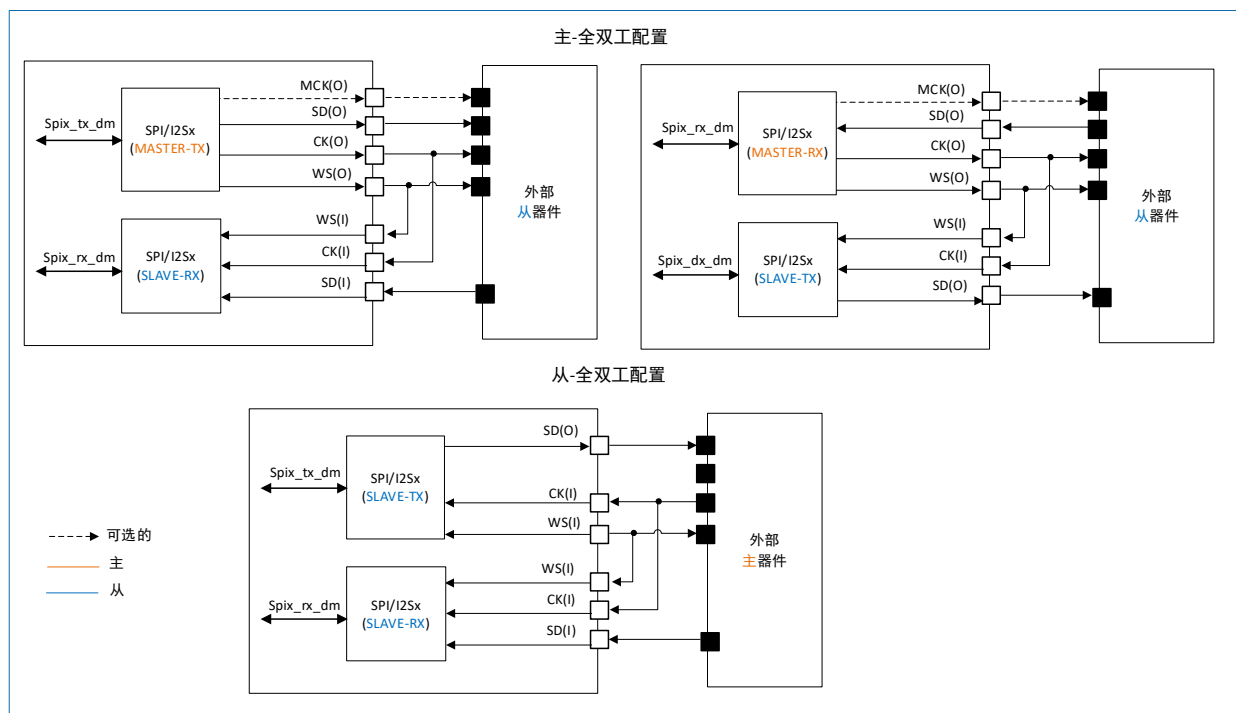 主-全双工配置
MCK(O)
SD(O)
CK(O)
WS(O)
Spix_tx_dm
SPI/I2Sx
(MASTER-TX)
WS(I)
CK(I)
SD(I)
Spix_rx_dm
SPI/I2Sx
(SLAVE-RX)
外部
从器件
MCK(O)
SD(O)
CK(O)
WS(O)
Spix_rx_dm
SPI/I2Sx
(MASTER-RX)
WS(I)
CK(I)
SD(O)
Spix_dx_dm
SPI/I2Sx
(SLAVE-TX)
外部
从器件
从-全双工配置
SD(O)
CK(I)
WS(I)
Spix_tx_dm
SPI/I2Sx
(SLAVE-TX)
WS(I)
CK(I)
SD(I)
Spix_rx_dm
SPI/I2Sx
(SLAVE-RX)
外部
主器件
可选的
主
从